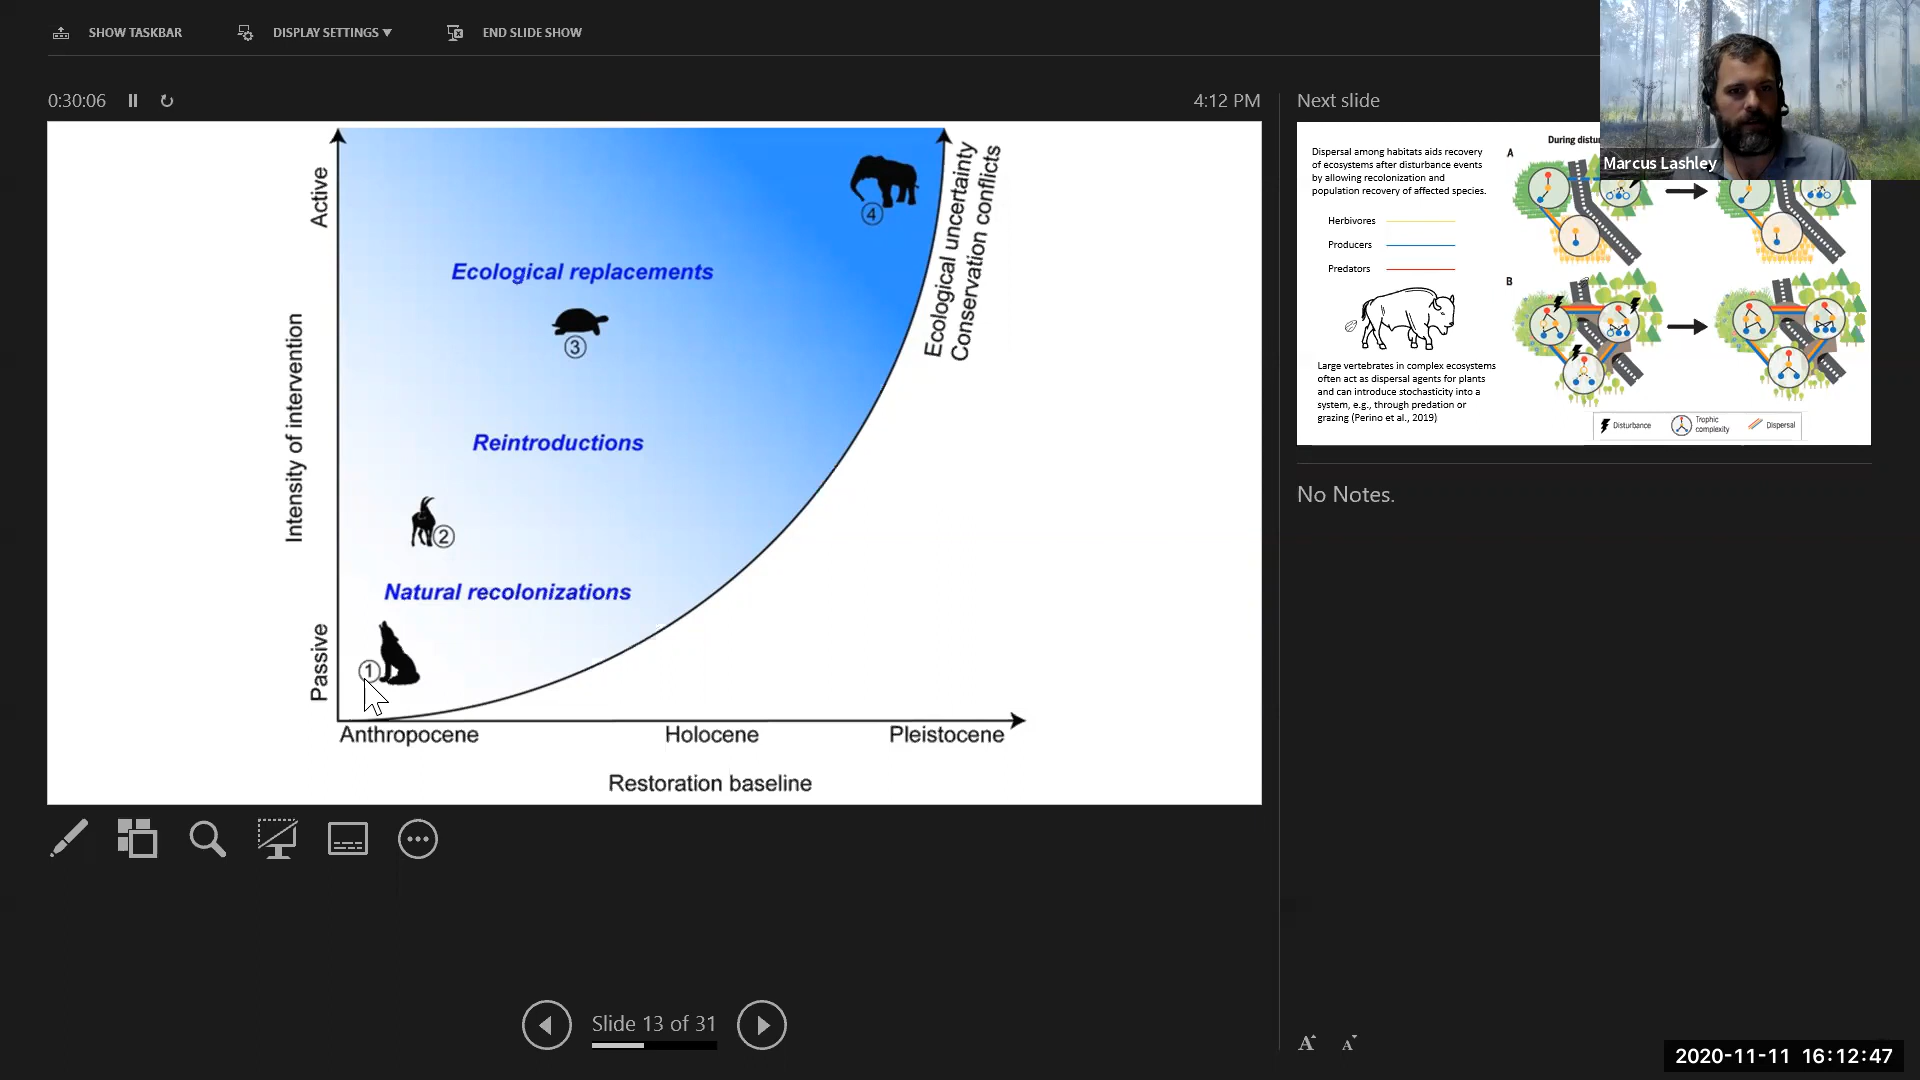 SHOW TASKBAR
DISPLAY SETTINGS ▼
END SLIDE SHOW
0:30:06
4:12 PM
Next slide
Marcus Lashley
Active
Intensity of intervention
Passive
Ecological replacements
3
Reintroductions
2
Natural recolonizations
1
4
Ecological uncertainty
Conservation conflicts
Anthropocene
Holocene
Pleistocene
Restoration baseline
Dispersal among habitats aids recovery
of ecosystems after disturbance events
by allowing recolonization and
population recovery of affected species.
Herbivores
Producers
Predators
Large vertebrates in complex ecosystems
often act as dispersal agents for plants
and can introduce stochasticity into a
system, e.g., through predation or
grazing (Perino et al., 2019)
A
During
B
Disturbance
Trophic
complexity
Dispersal
No Notes.
Slide 13 of 31
A A
2020-11-11 16:12:47